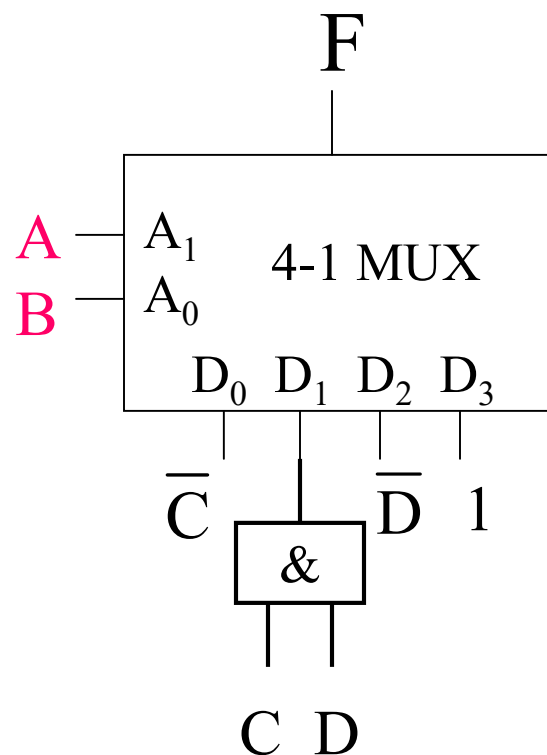 F
A A₁ 4-1 MUX
B A₀
D₀ D₁ D₂ D₃
C̅ D̅ 1
&
C D